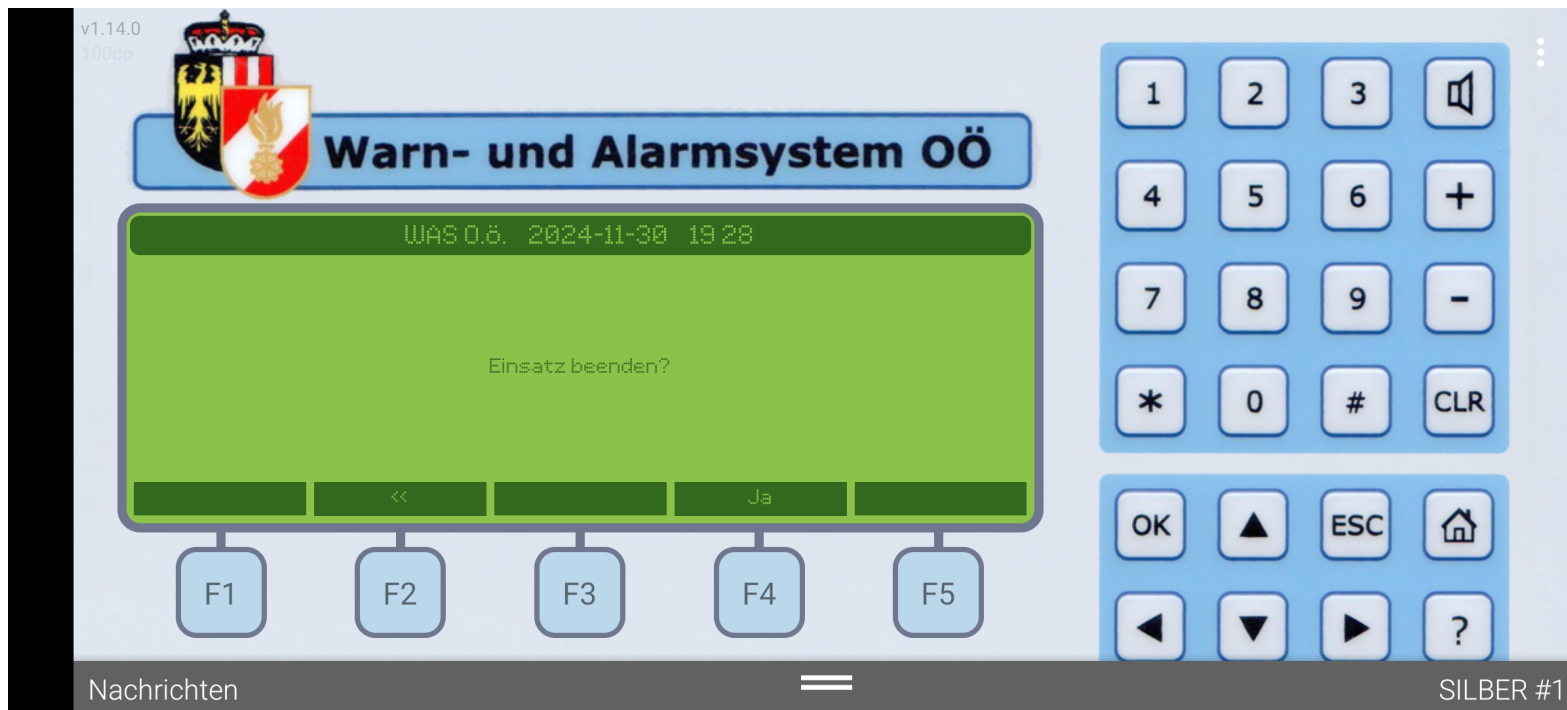 v1.14.0
100dp
Warn- und Alarmsystem OÖ
WAS O.ö. 2024-11-30 19 28
Einsatz beenden?
<< Ja
F1 F2 F3 F4 F5
1 2 3
4 5 6 +
7 8 9 -
* 0 # CLR
OK ▲ ESC
◀ ▼ ▶ ?
Nachrichten SILBER #1